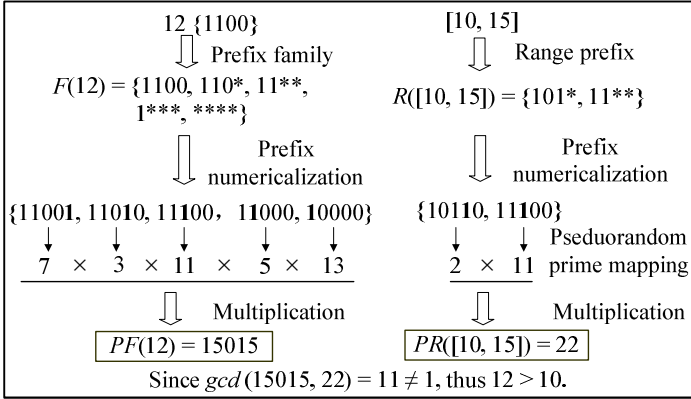 12 {1100}
Prefix family
F(12) = {1100, 110*, 11**,
1***, ****}
Prefix
numericalization
{11001, 11010, 11100, 11000, 10000}
7 × 3 × 11 × 5 × 13
Multiplication
PF(12) = 15015
[10, 15]
Range prefix
R([10, 15]) = {101*, 11**}
Prefix
numericalization
{10110, 11100}
Pseduorandom
prime mapping
2 × 11
Multiplication
PR([10, 15]) = 22
Since gcd (15015, 22) = 11 ≠ 1, thus 12 > 10.